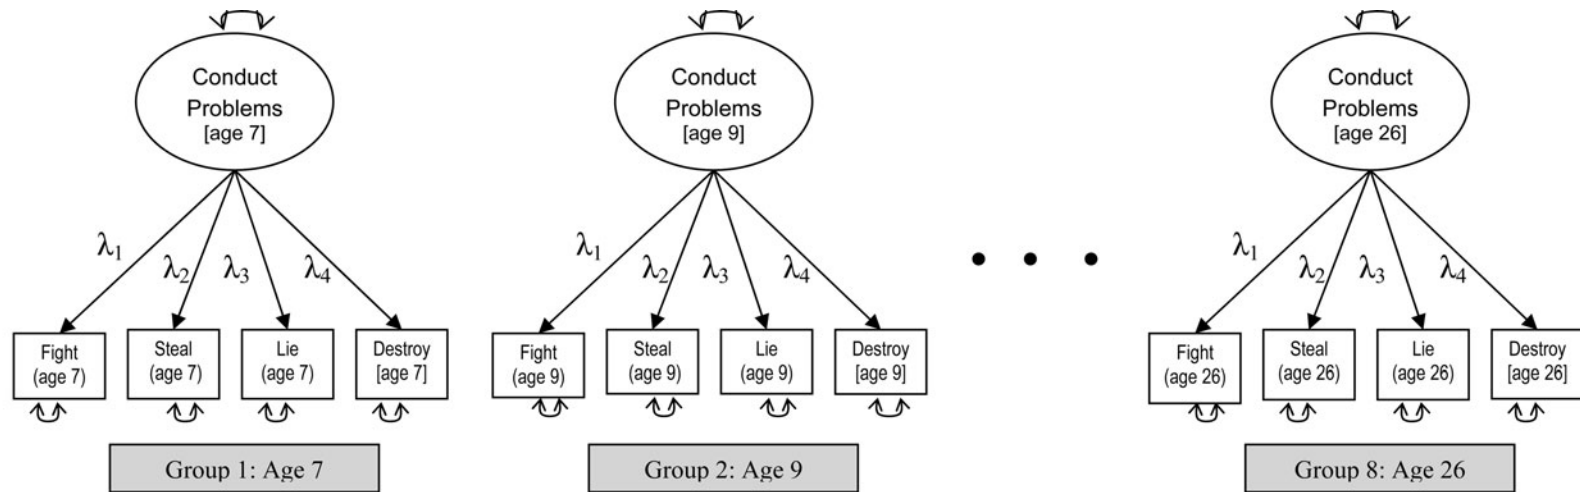 Conduct
Problems
[age 7]
λ1
λ2
λ3
λ4
Fight
(age 7)
Steal
(age 7)
Lie
(age 7)
Destroy
[age 7]
Group 1: Age 7
Conduct
Problems
[age 9]
λ1
λ2
λ3
λ4
Fight
(age 9)
Steal
(age 9)
Lie
(age 9)
Destroy
[age 9]
Group 2: Age 9
• • •
Conduct
Problems
[age 26]
λ1
λ2
λ3
λ4
Fight
(age 26)
Steal
(age 26)
Lie
(age 26)
Destroy
[age 26]
Group 8: Age 26